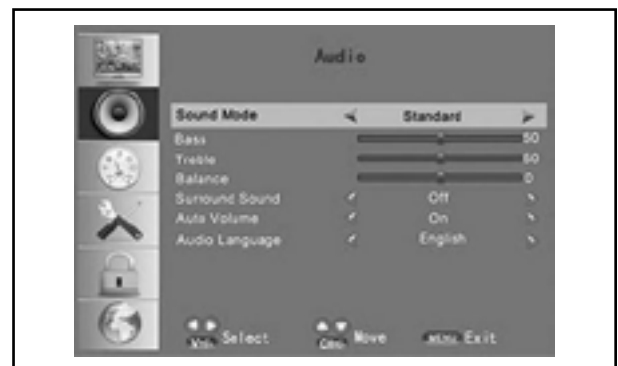 Audio
Sound Mode Standard
Bass 50
Treble 50
Balance 0
Surround Sound Off
Auto Volume On
Audio Language English
Select Move MENU Exit